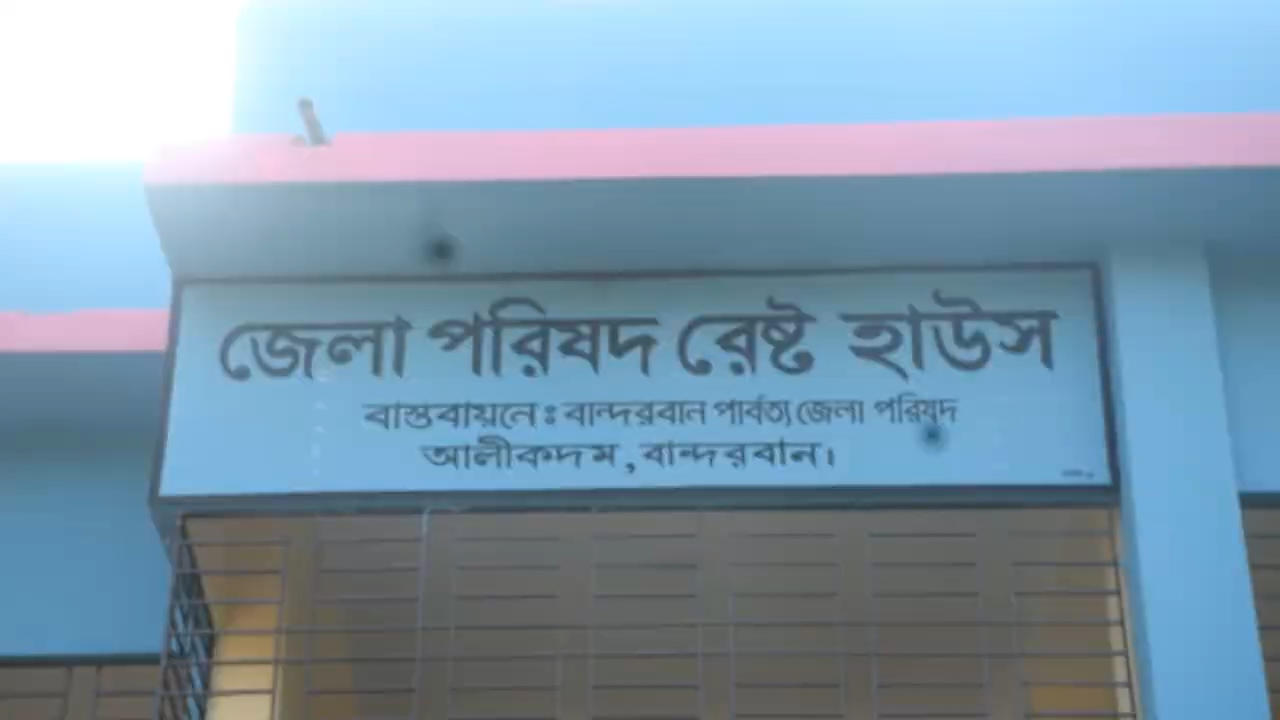 জেলা পরিষদ রেষ্ট হাউস
বাস্তবায়নে: বান্দরবান পার্বত্য জেলা পরিষদ
আলীকদম, বান্দরবান।